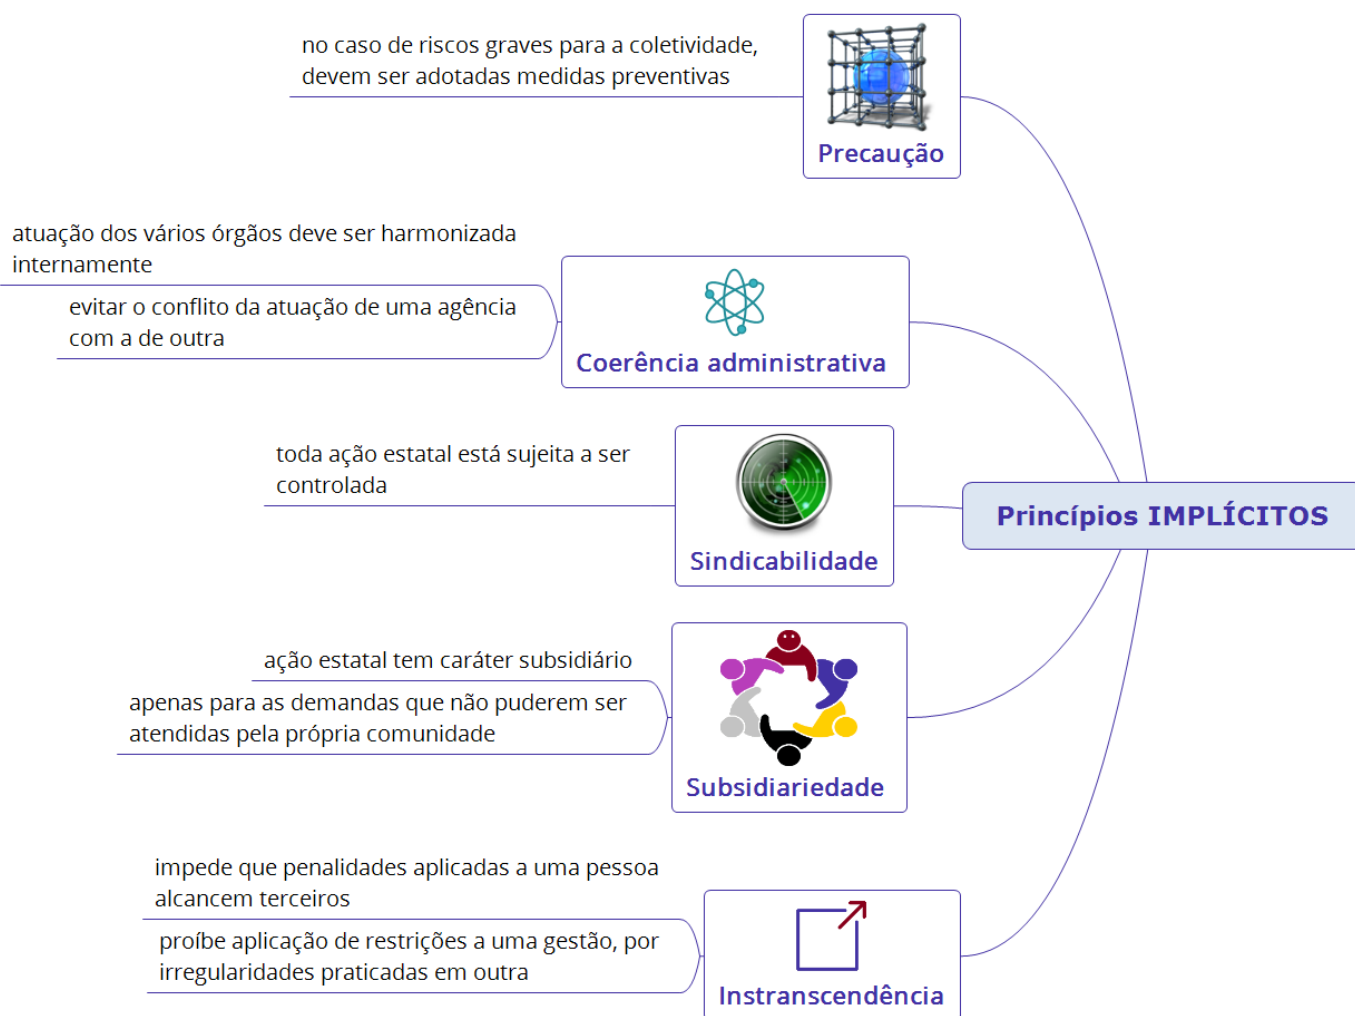 no caso de riscos graves para a coletividade,
devem ser adotadas medidas preventivas
Precaução
atuação dos vários órgãos deve ser harmonizada
internamente
evitar o conflito da atuação de uma agência
com a de outra
Coerência administrativa
toda ação estatal está sujeita a ser
controlada
Sindicabilidade
Princípios IMPLÍCITOS
ação estatal tem caráter subsidiário
apenas para as demandas que não puderem ser
atendidas pela própria comunidade
Subsidiariedade
impede que penalidades aplicadas a uma pessoa
alcancem terceiros
proíbe aplicação de restrições a uma gestão, por
irregularidades praticadas em outra
Instranscendência